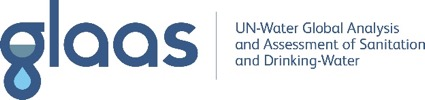 glaas
UN-Water Global Analysis
and Assessment of Sanitation
and Drinking-Water